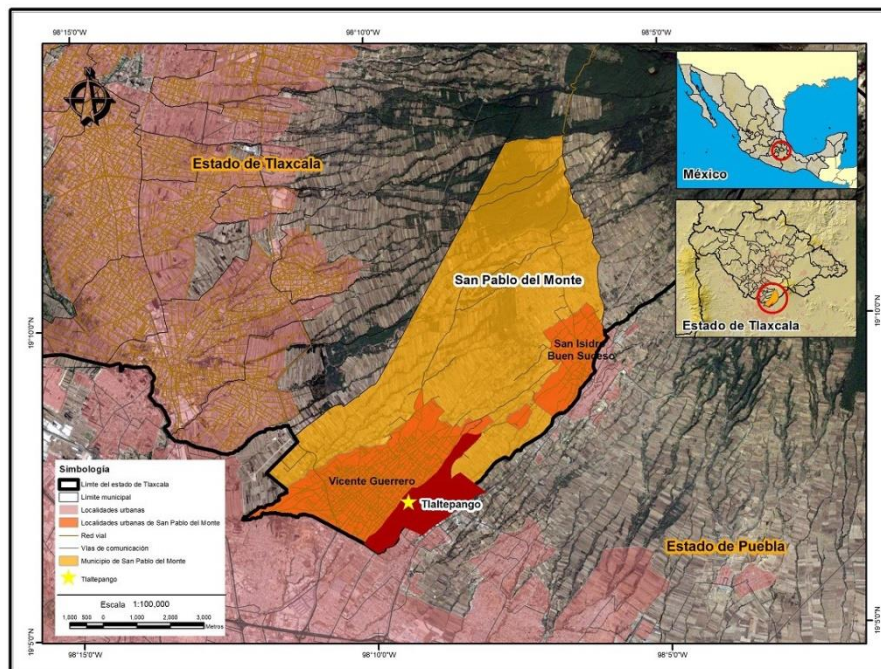 98°15'0"W
98°10'0"W
98°5'0"W
Estado de Tlaxcala
México
San Pablo del Monte
Estado de Tlaxcala
19°10'0"N
19°10'0"N
San Isidro
Buen Suceso
Vicente Guerrero
Tlaltepango
Estado de Puebla
Simbología
Límite del estado de Tlaxcala
Límite municipal
Localidades urbanas
Localidades urbanas de San Pablo del Monte
Red vial
Vías de comunicación
Municipio de San Pablo del Monte
Tlaltepango
Escala 1:100,000
1,000 500 0 1,000 2,000 3,000
Metros
19°5'0"N
19°5'0"N
98°15'0"W
98°10'0"W
98°5'0"W